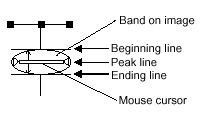 Band on image
Beginning line
Peak line
Ending line
Mouse cursor